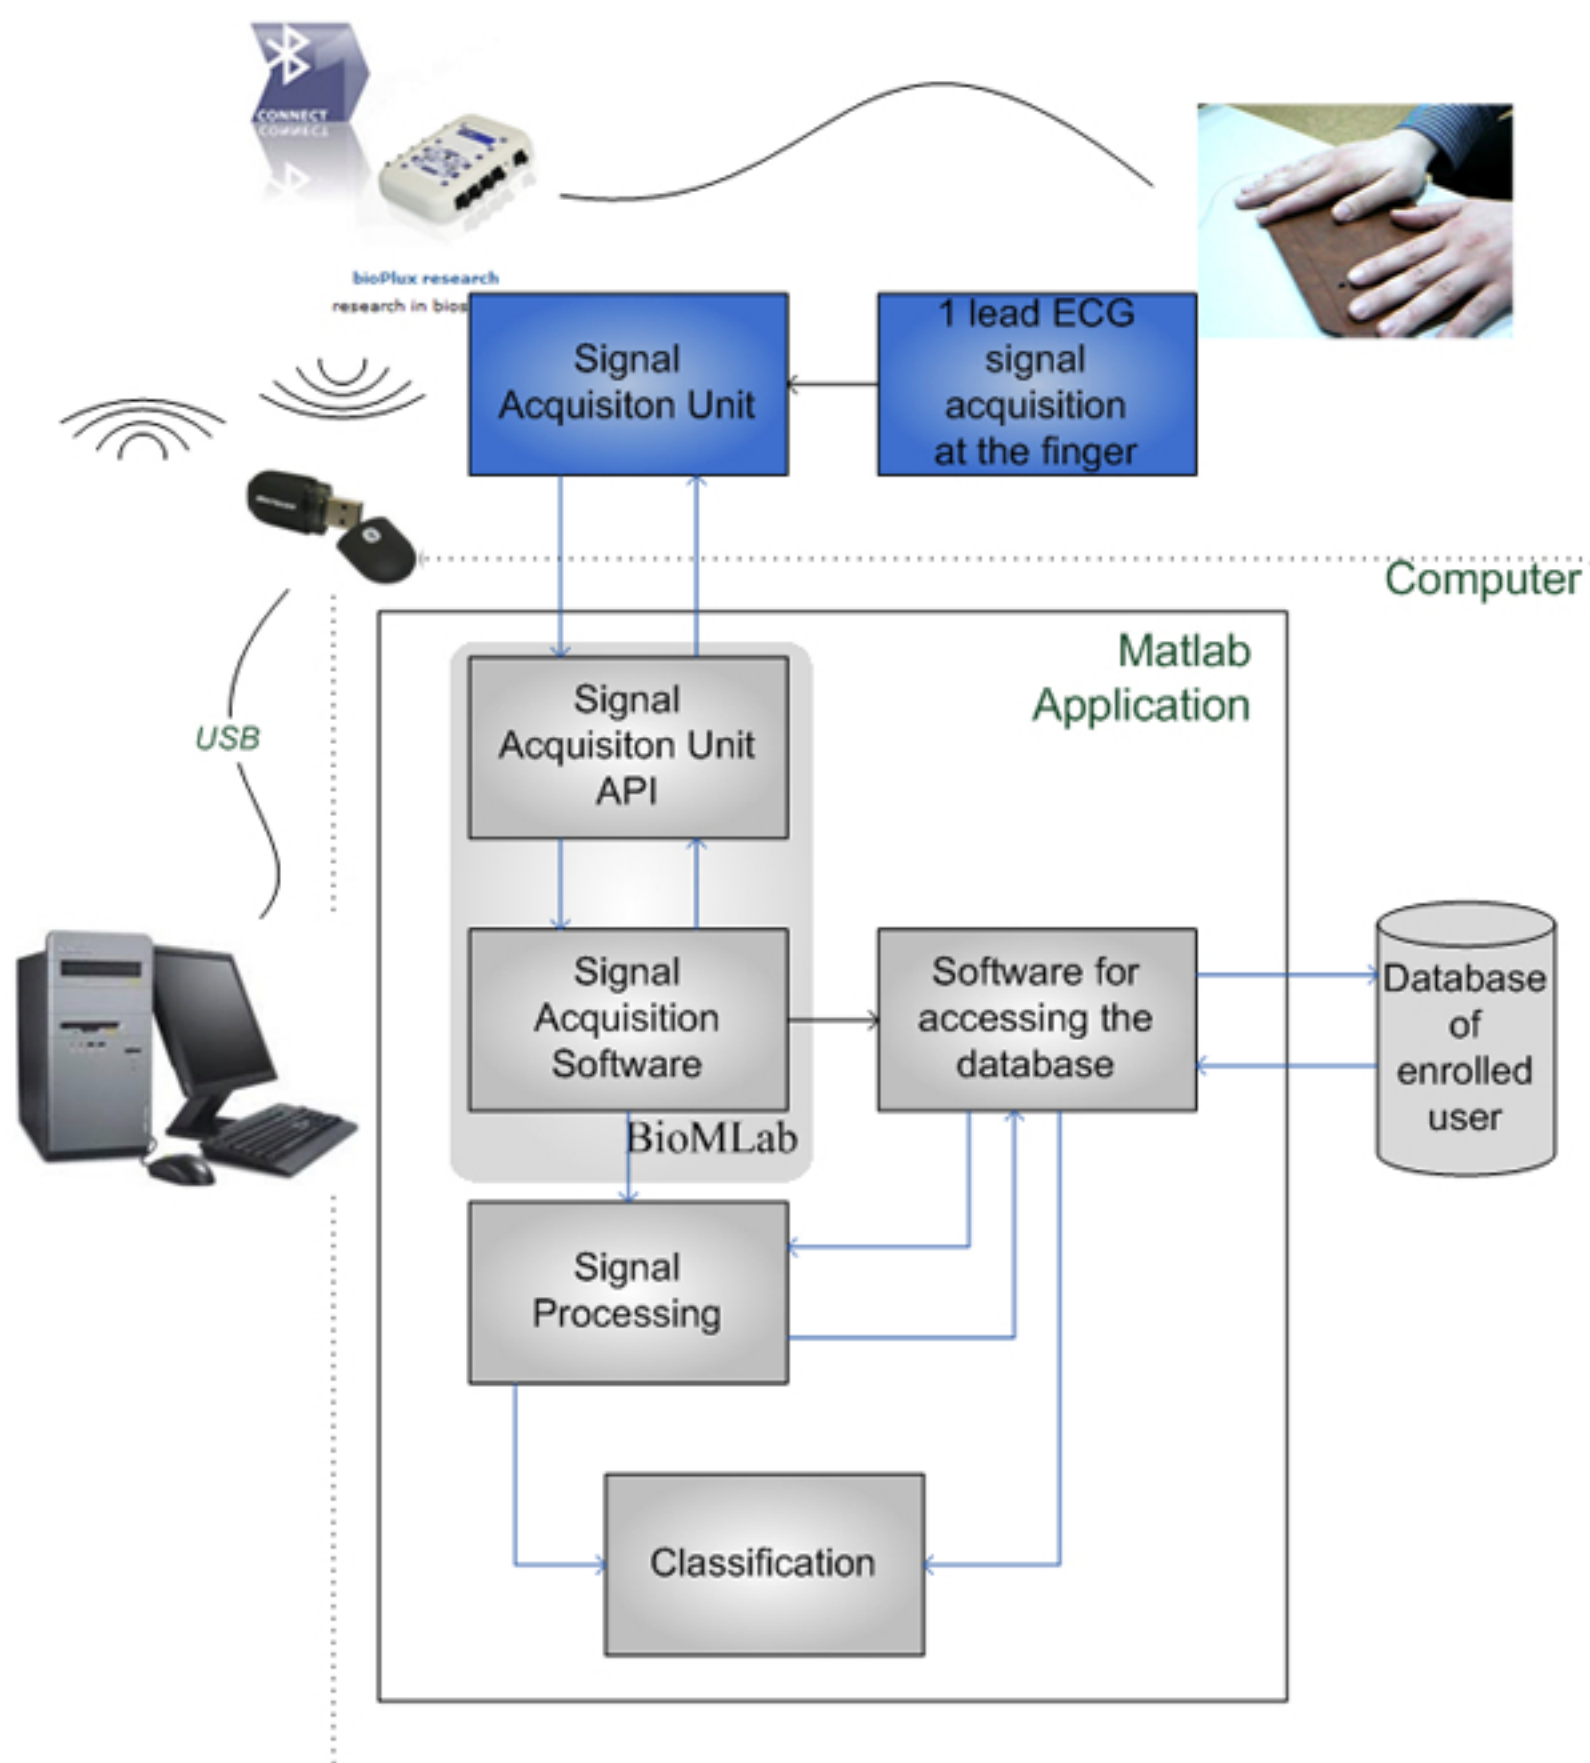 CONNECT
bioPlux research
research in bios
Signal
Acquisiton Unit
1 lead ECG
signal
acquisition
at the finger
Computer
Matlab
Application
Signal
Acquisiton Unit
API
USB
Signal
Acquisition
Software
Software for
accessing the
database
Database
of
enrolled
user
BioMLab
Signal
Processing
Classification